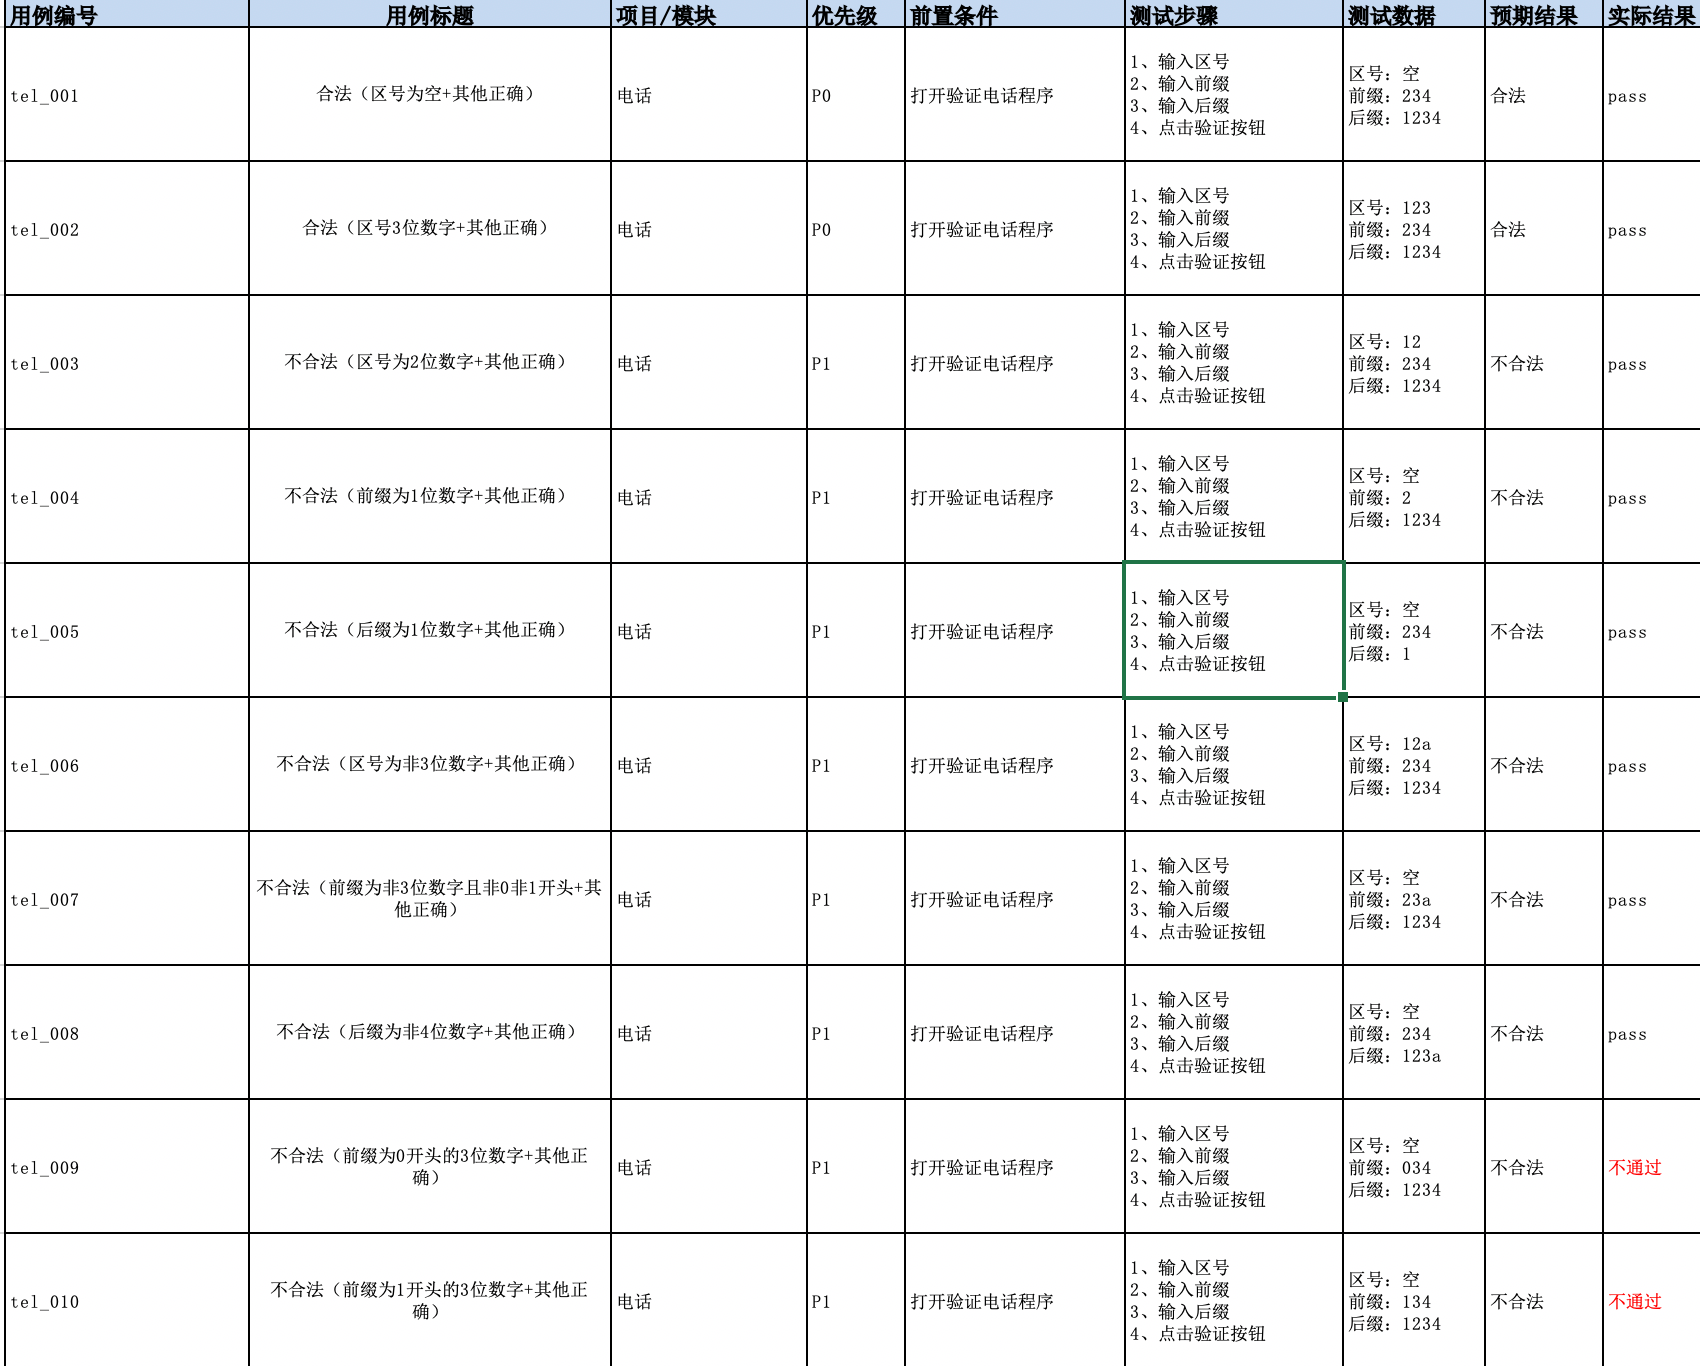 用例编号 用例标题 项目/模块 优先级 前置条件 测试步骤 测试数据 预期结果 实际结果
tel_001
合法（区号为空+其他正确）
电话
P0
打开验证电话程序
1、输入区号
2、输入前缀
3、输入后缀
4、点击验证按钮
区号：空
前缀：234
后缀：1234
合法
pass
tel_002
合法（区号3位数字+其他正确）
电话
P0
打开验证电话程序
1、输入区号
2、输入前缀
3、输入后缀
4、点击验证按钮
区号：123
前缀：234
后缀：1234
合法
pass
tel_003
不合法（区号为2位数字+其他正确）
电话
P1
打开验证电话程序
1、输入区号
2、输入前缀
3、输入后缀
4、点击验证按钮
区号：12
前缀：234
后缀：1234
不合法
pass
tel_004
不合法（前缀为1位数字+其他正确）
电话
P1
打开验证电话程序
1、输入区号
2、输入前缀
3、输入后缀
4、点击验证按钮
区号：空
前缀：2
后缀：1234
不合法
pass
tel_005
不合法（后缀为1位数字+其他正确）
电话
P1
打开验证电话程序
1、输入区号
2、输入前缀
3、输入后缀
4、点击验证按钮
区号：空
前缀：234
后缀：1
不合法
pass
tel_006
不合法（区号为非3位数字+其他正确）
电话
P1
打开验证电话程序
1、输入区号
2、输入前缀
3、输入后缀
4、点击验证按钮
区号：12a
前缀：234
后缀：1234
不合法
pass
tel_007
不合法（前缀为非3位数字且非0非1开头+其
他正确）
电话
P1
打开验证电话程序
1、输入区号
2、输入前缀
3、输入后缀
4、点击验证按钮
区号：空
前缀：23a
后缀：1234
不合法
pass
tel_008
不合法（后缀为非4位数字+其他正确）
电话
P1
打开验证电话程序
1、输入区号
2、输入前缀
3、输入后缀
4、点击验证按钮
区号：空
前缀：234
后缀：123a
不合法
pass
tel_009
不合法（前缀为0开头的3位数字+其他正
确）
电话
P1
打开验证电话程序
1、输入区号
2、输入前缀
3、输入后缀
4、点击验证按钮
区号：空
前缀：034
后缀：1234
不合法
不通过
tel_010
不合法（前缀为1开头的3位数字+其他正
确）
电话
P1
打开验证电话程序
1、输入区号
2、输入前缀
3、输入后缀
4、点击验证按钮
区号：空
前缀：134
后缀：1234
不合法
不通过